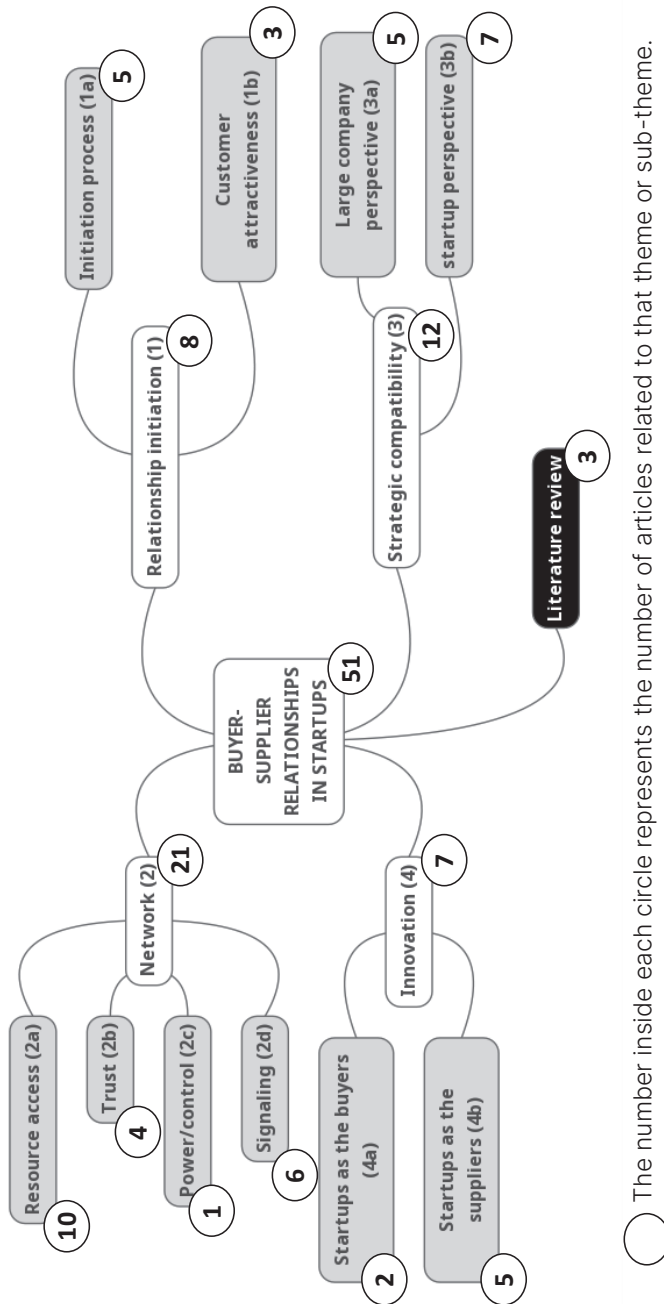 Resource access (2a)
10
Trust (2b)
4
Power/control (2c)
1
Signaling (2d)
6
Network (2)
21
Startups as the buyers
(4a)
2
Startups as the
suppliers (4b)
5
Innovation (4)
7
BUYER-
SUPPLIER
RELATIONSHIPS
IN STARTUPS
51
Relationship initiation (1)
8
Initiation process (1a)
5
Customer
attractiveness (1b)
3
Strategic compatibility (3)
12
Large company
perspective (3a)
5
startup perspective (3b)
7
Literature review
3
The number inside each circle represents the number of articles related to that theme or sub-theme.